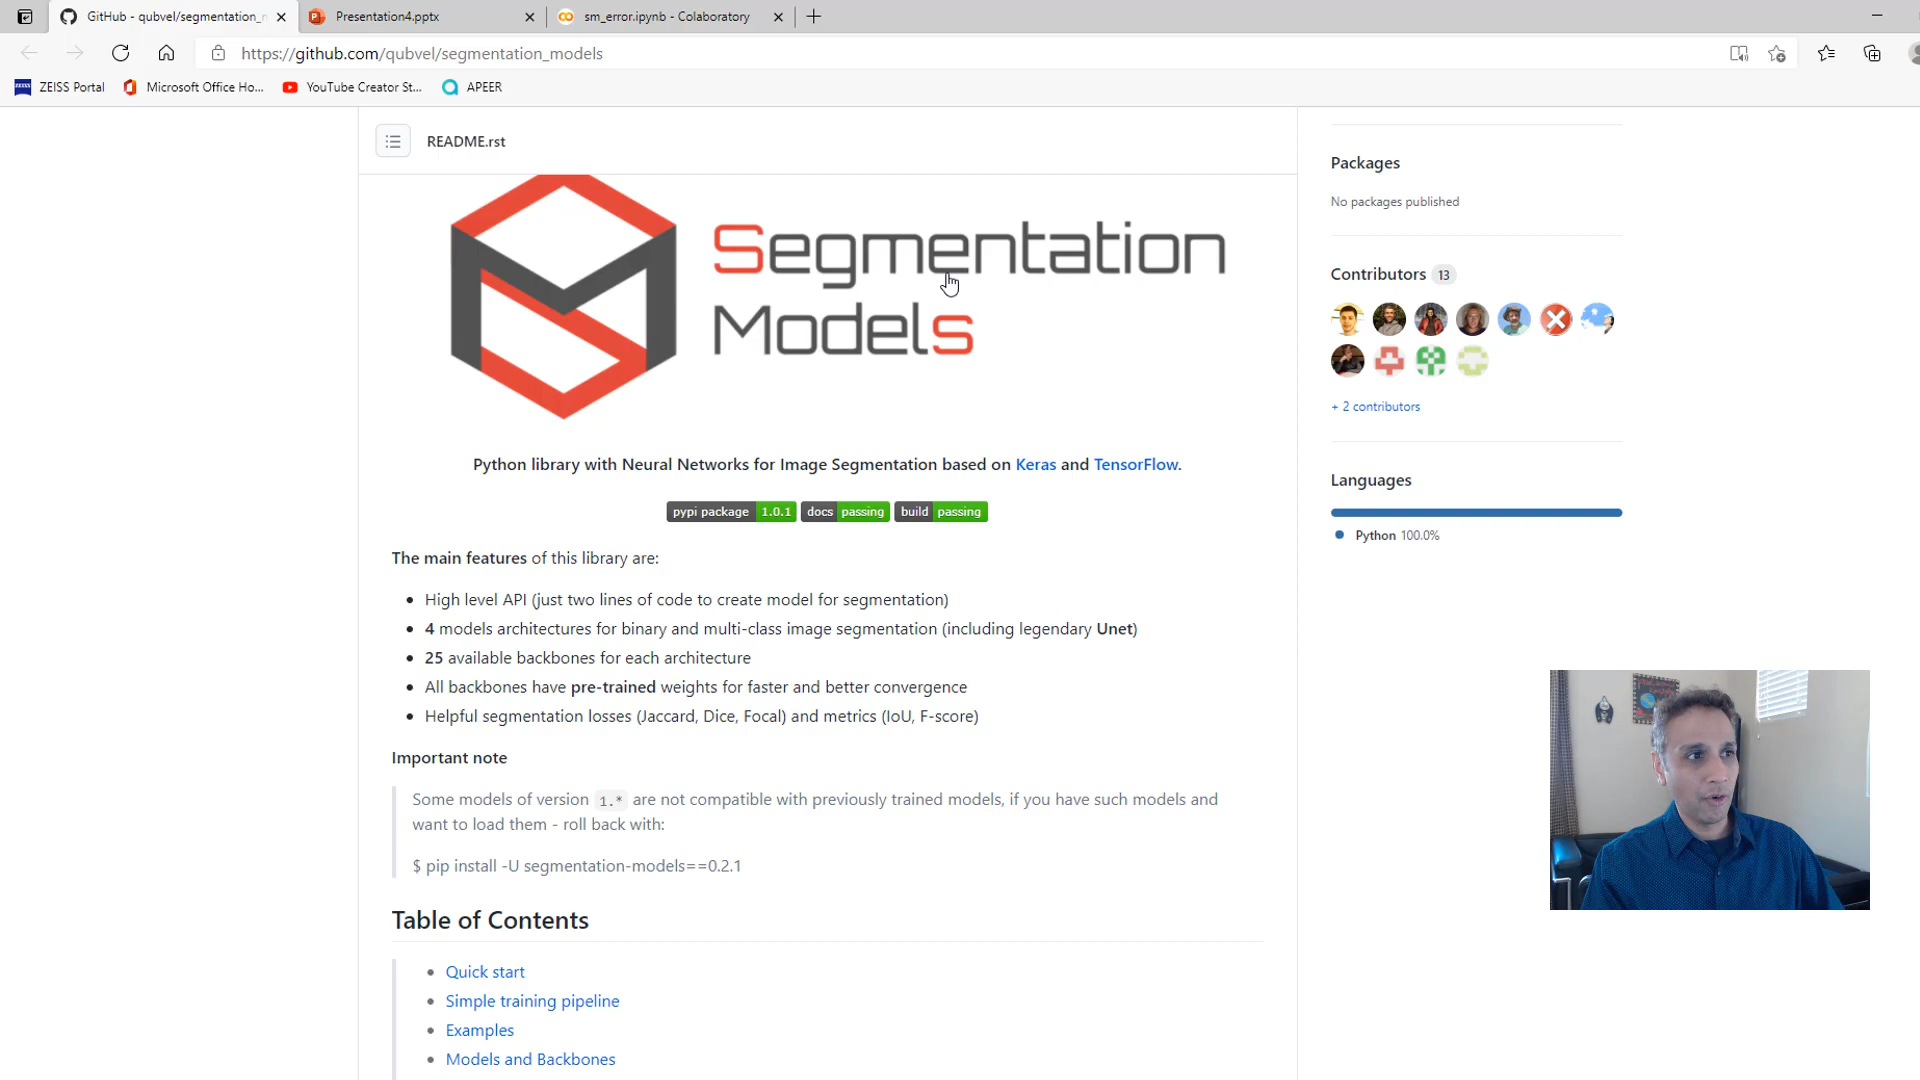 GitHub - qubvel/segmentation_
Presentation4.pptx
sm_error.ipynb - Colaboratory
https://github.com/qubvel/segmentation_models
ZEISS Portal
Microsoft Office Ho...
YouTube Creator St...
APEER
README.rst
Segmentation
Models
Python library with Neural Networks for Image Segmentation based on Keras and TensorFlow.
pypi package 1.0.1 docs passing build passing
The main features of this library are:
High level API (just two lines of code to create model for segmentation)
4 models architectures for binary and multi-class image segmentation (including legendary Unet)
25 available backbones for each architecture
All backbones have pre-trained weights for faster and better convergence
Helpful segmentation losses (Jaccard, Dice, Focal) and metrics (IoU, F-score)
Important note
Some models of version 1.* are not compatible with previously trained models, if you have such models and
want to load them - roll back with:
$ pip install -U segmentation-models==0.2.1
Table of Contents
Quick start
Simple training pipeline
Examples
Models and Backbones
Packages
No packages published
Contributors 13
+ 2 contributors
Languages
Python 100.0%